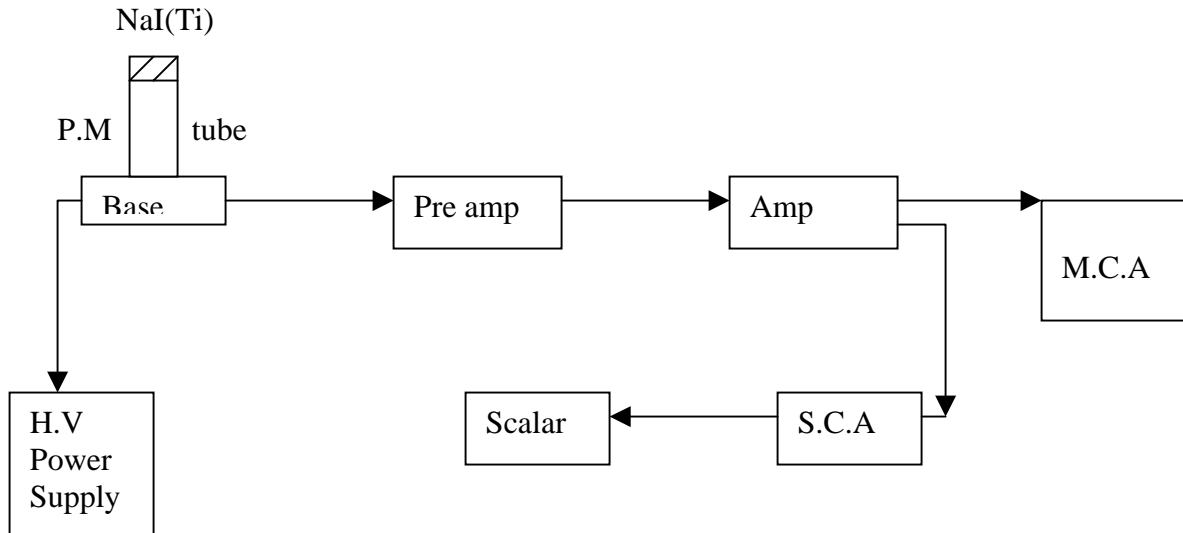 NaI(Ti)
P.M tube
Base
Pre amp
Amp
M.C.A
Scalar
S.C.A
H.V
Power
Supply